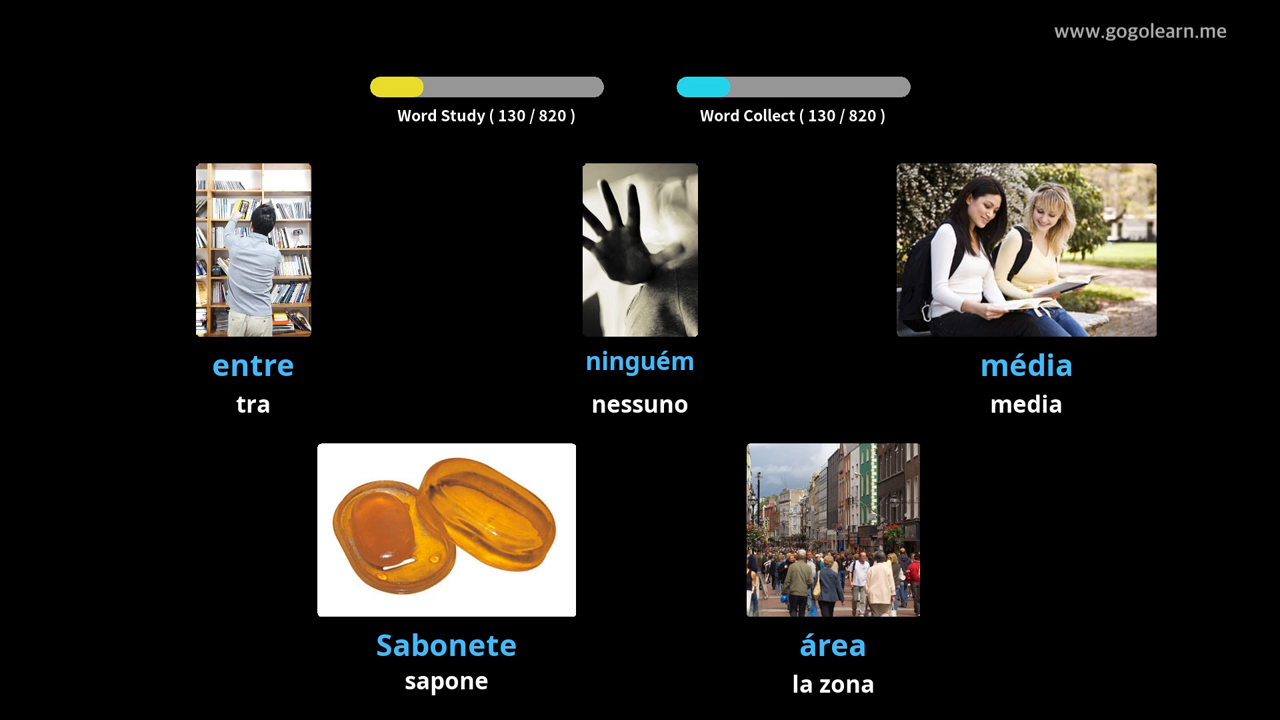 www.gogolearn.me
Word Study ( 130 / 820 )
Word Collect ( 130 / 820 )
entre
tra
ninguém
nessuno
média
media
Sabonete
sapone
área
la zona